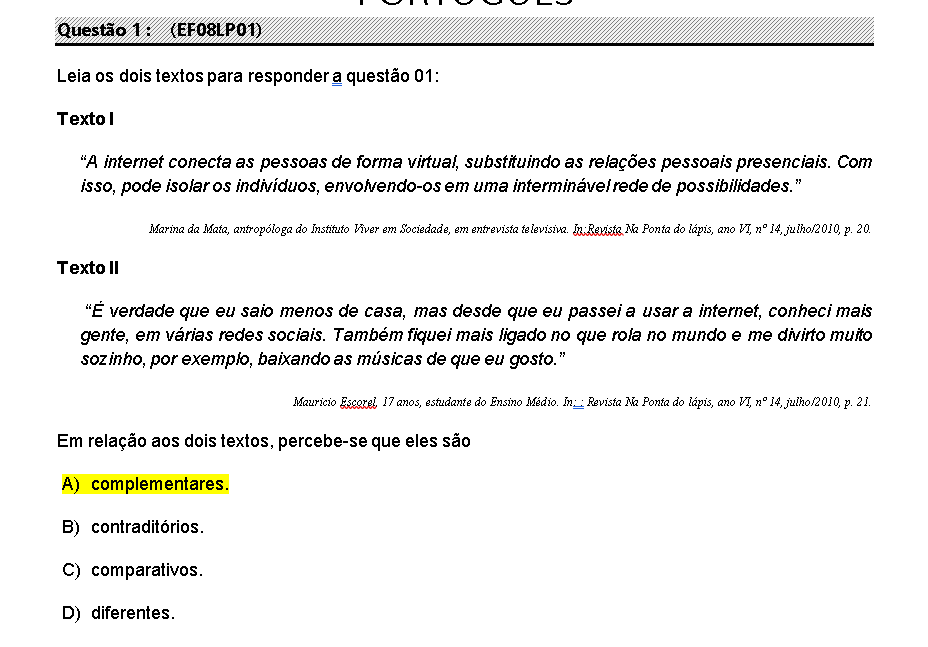 PORTUGUÊS
Questão 1 : (EF08LP01)
Leia os dois textos para responder a questão 01:
Texto I
“A internet conecta as pessoas de forma virtual, substituindo as relações pessoais presenciais. Com
isso, pode isolar os indivíduos, envolvendo-os em uma interminável rede de possibilidades.”
Marina da Mata, antropóloga do Instituto Viver em Sociedade, em entrevista televisiva. In:Revista Na Ponta do lápis, ano VI, nº 14, julho/2010, p. 20.
Texto II
“É verdade que eu saio menos de casa, mas desde que eu passei a usar a internet, conheci mais
gente, em várias redes sociais. Também fiquei mais ligado no que rola no mundo e me divirto muito
sozinho, por exemplo, baixando as músicas de que eu gosto.”
Mauricio Escorel, 17 anos, estudante do Ensino Médio. In: : Revista Na Ponta do lápis, ano VI, nº 14, julho/2010, p. 21.
Em relação aos dois textos, percebe-se que eles são
A) complementares.
B) contraditórios.
C) comparativos.
D) diferentes.